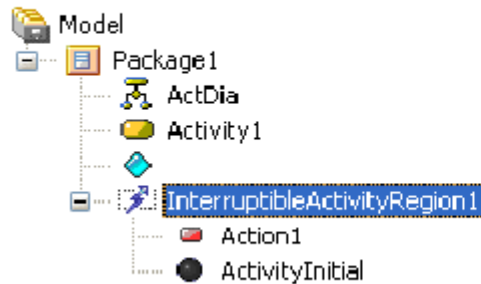 Model
Package1
ActDia
Activity1
InterruptibleActivityRegion1
Action1
ActivityInitial